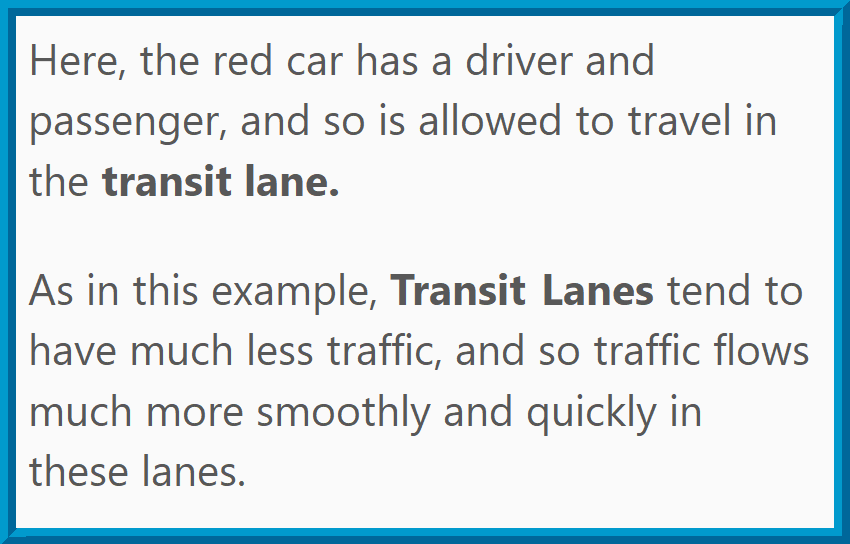 Here, the red car has a driver and
passenger, and so is allowed to travel in
the transit lane.
As in this example, Transit Lanes tend to
have much less traffic, and so traffic flows
much more smoothly and quickly in
these lanes.